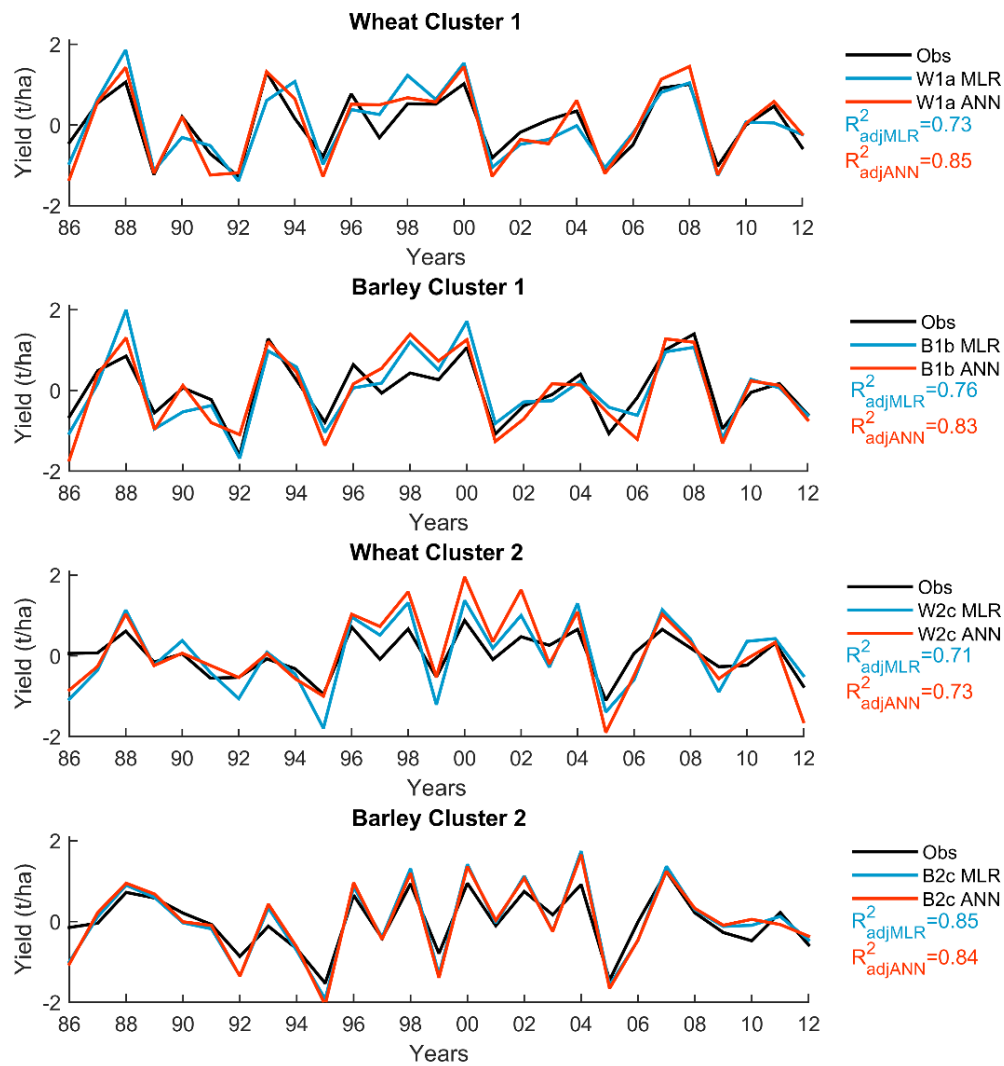 Wheat Cluster 1
Yield (t/ha)
2
0
-2
86 88 90 92 94 96 98 00 02 04 06 08 10 12
Years
Obs
W1a MLR
W1a ANN
R²adjMLR=0.73
R²adjANN=0.85
Barley Cluster 1
Yield (t/ha)
2
0
-2
86 88 90 92 94 96 98 00 02 04 06 08 10 12
Years
Obs
B1b MLR
B1b ANN
R²adjMLR=0.76
R²adjANN=0.83
Wheat Cluster 2
Yield (t/ha)
2
0
-2
86 88 90 92 94 96 98 00 02 04 06 08 10 12
Years
Obs
W2c MLR
W2c ANN
R²adjMLR=0.71
R²adjANN=0.73
Barley Cluster 2
Yield (t/ha)
2
0
-2
86 88 90 92 94 96 98 00 02 04 06 08 10 12
Years
Obs
B2c MLR
B2c ANN
R²adjMLR=0.85
R²adjANN=0.84